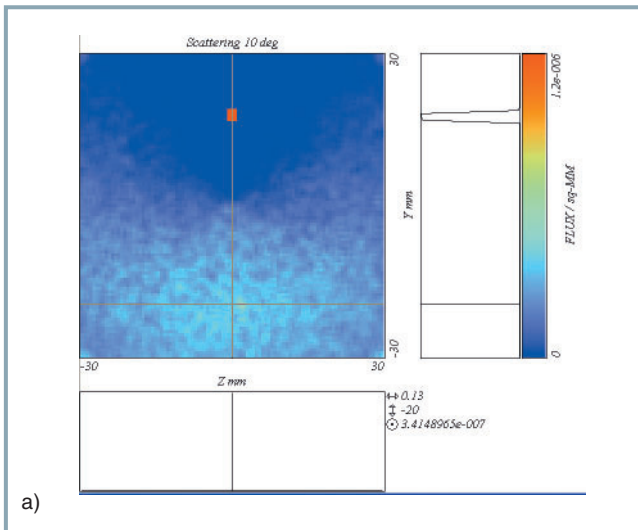 Scattering 10 deg
30
Y mm
-30
-30
Z mm
30
1.2e-006
FLUX / sq-MM
0
0.13
-20
3.4148965e-007
a)